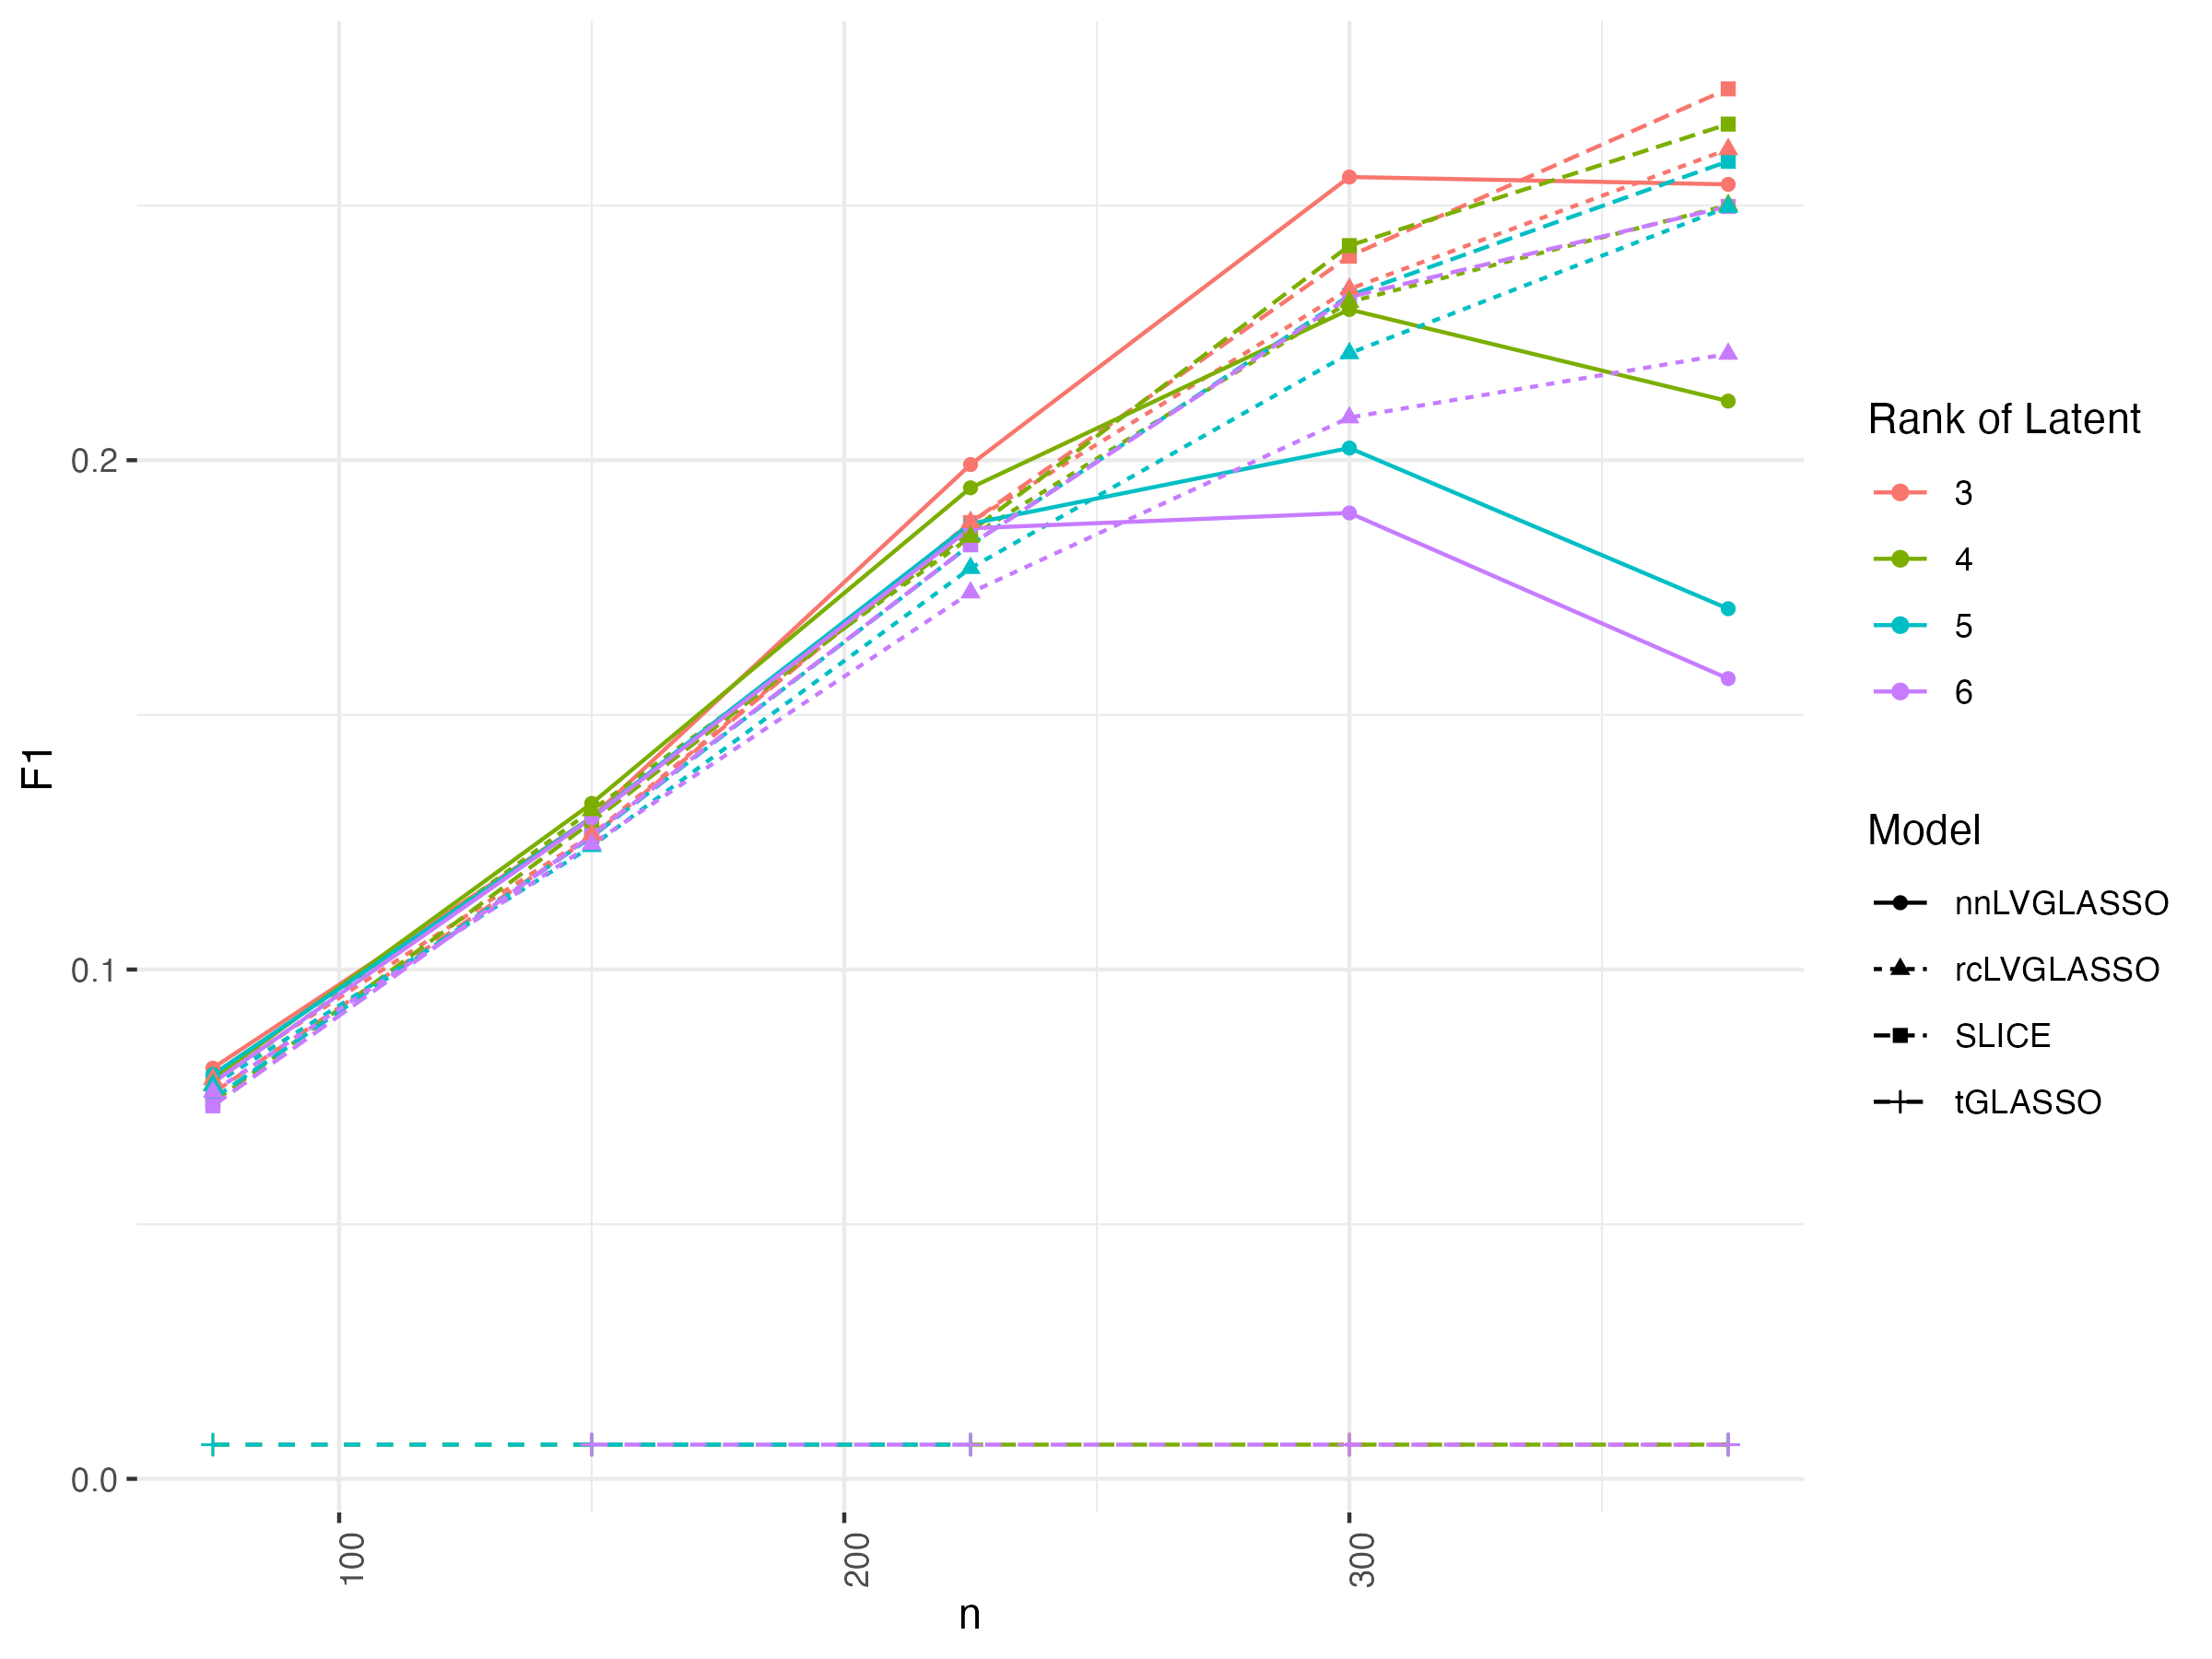 F1
0.2
0.1
0.0
100
200
300
n
Rank of Latent
3
4
5
6
Model
nnLVGLASSO
rcLVGLASSO
SLICE
tGLASSO